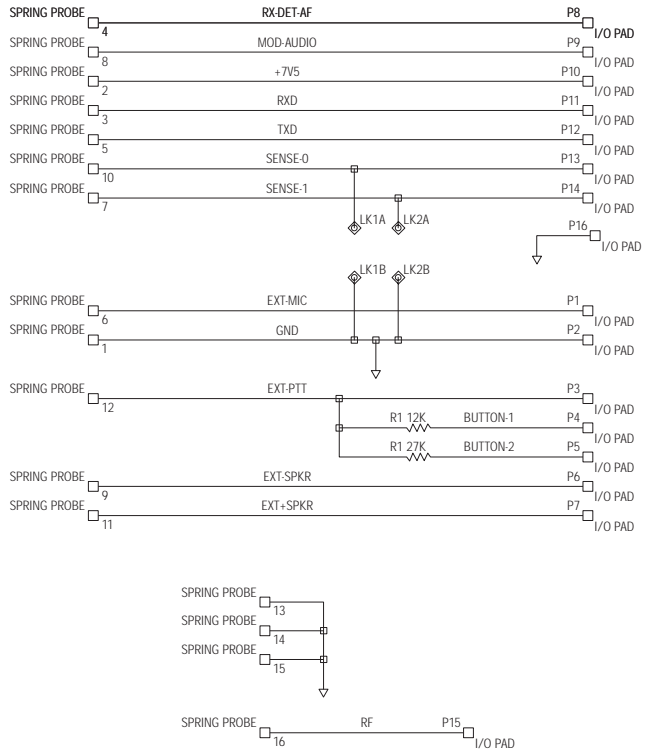 SPRING PROBE RX-DET-AF P8
4 I/O PAD
SPRING PROBE MOD-AUDIO P9
8 I/O PAD
SPRING PROBE +7V5 P10
2 I/O PAD
SPRING PROBE RXD P11
3 I/O PAD
SPRING PROBE TXD P12
5 I/O PAD
SPRING PROBE SENSE-0 P13
10 I/O PAD
SPRING PROBE SENSE-1 P14
7 I/O PAD
LK1A LK2A P16
I/O PAD
LK1B LK2B
SPRING PROBE EXT-MIC P1
6 I/O PAD
SPRING PROBE GND P2
1 I/O PAD
SPRING PROBE EXT-PTT P3
12 I/O PAD
R1 12K BUTTON-1 P4
I/O PAD
R1 27K BUTTON-2 P5
I/O PAD
SPRING PROBE EXT-SPKR P6
9 I/O PAD
SPRING PROBE EXT+SPKR P7
11 I/O PAD
SPRING PROBE
13
SPRING PROBE
14
SPRING PROBE
15
SPRING PROBE RF P15
16 I/O PAD